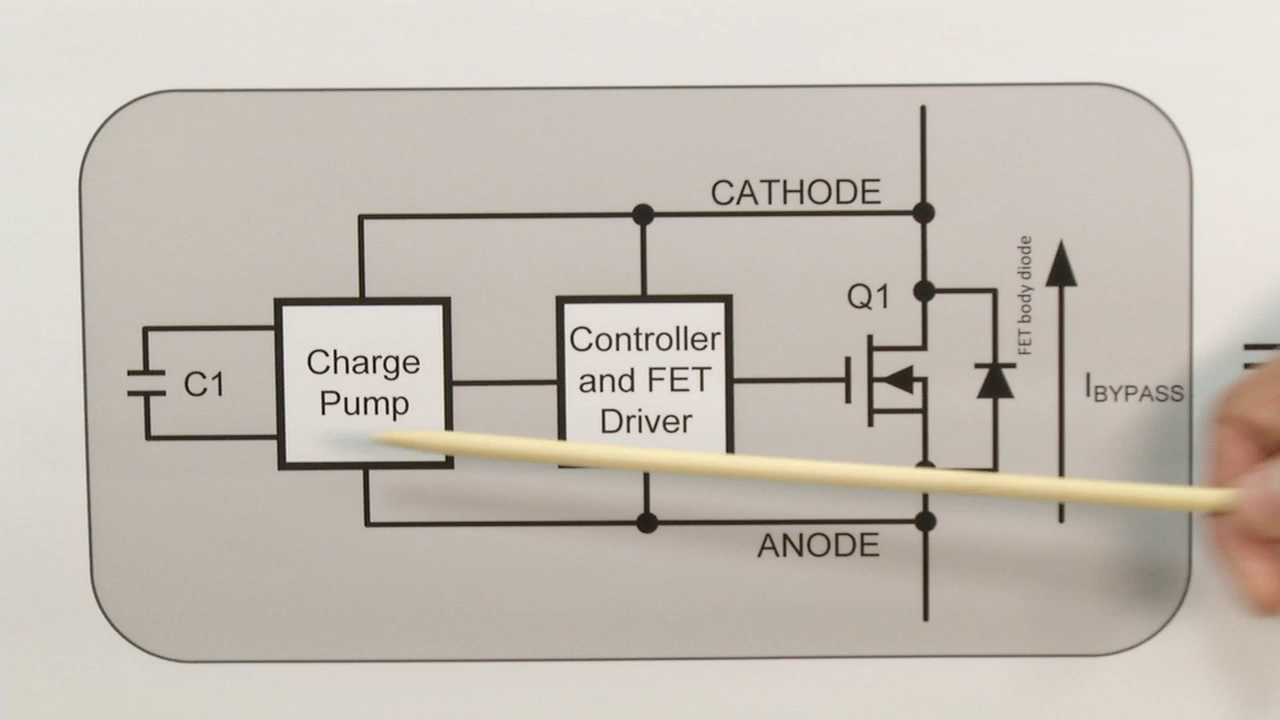 CATHODE
Q1
FET body diode
C1
Charge
Pump
Controller
and FET
Driver
IBYPASS
ANODE